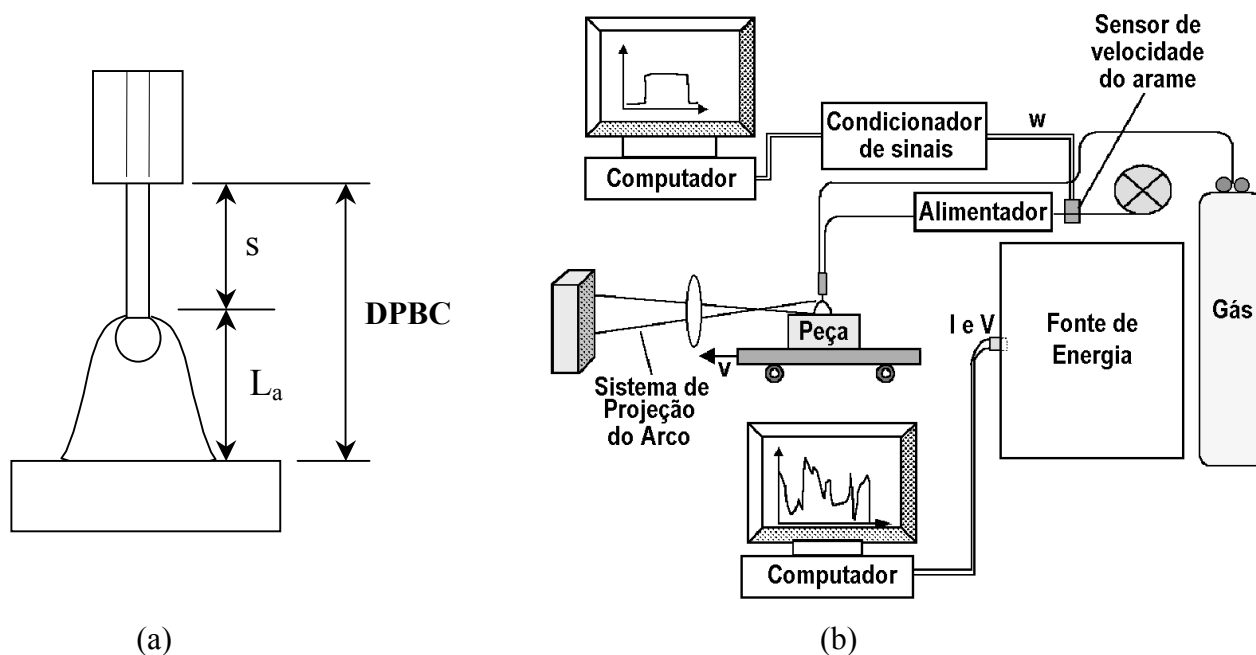 s
Lₐ
DPBC
(a)
Sensor de
velocidade
do arame
Condicionador
de sinais
w
Computador
Alimentador
Peça
v
Sistema de
Projeção
do Arco
I e V
Fonte de
Energia
Gás
Computador
(b)